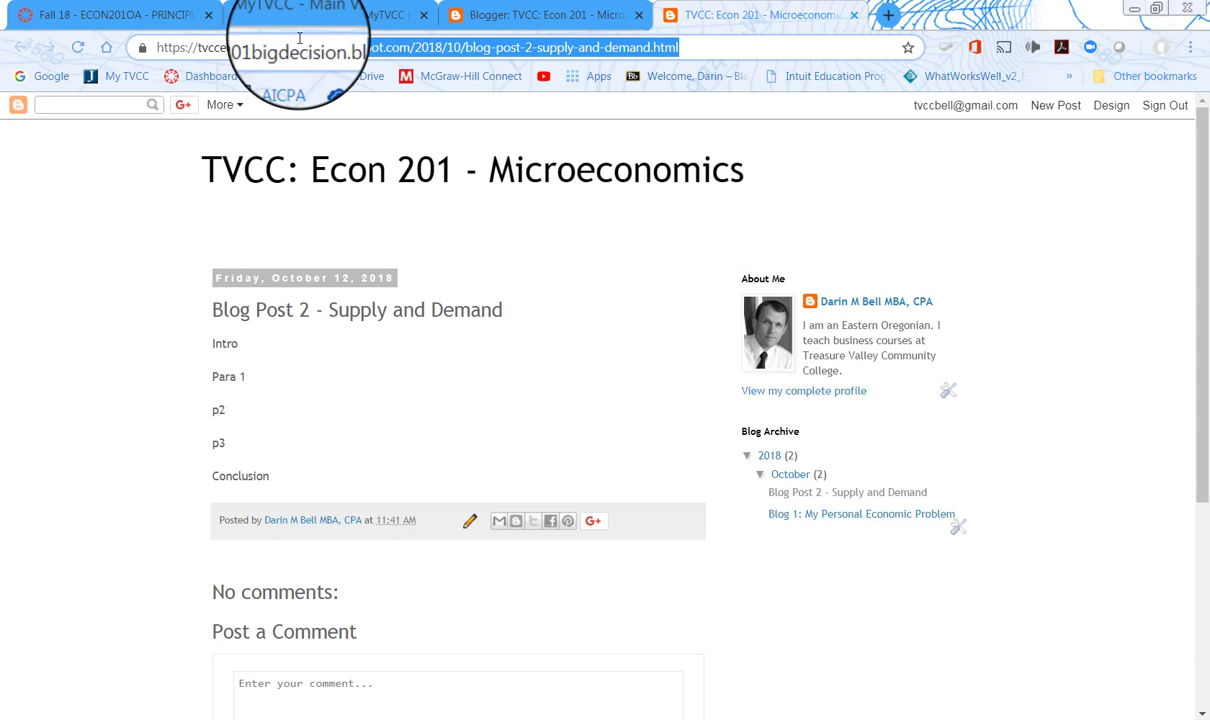 Fall 18 - ECON201OA - PRINCIPL
MyTVCC - Main V
MyTVCC
Blogger: TVCC: Econ 201 - Micro
TVCC: Econ 201 - Microeconomi
https://tvcce
01bigdecision.bl
ot.com/2018/10/blog-post-2-supply-and-demand.html
Google
My TVCC
Dashboard
AICPA
Drive
McGraw-Hill Connect
Apps
Welcome, Darin – Bla
Intuit Education Prog
WhatWorksWell_v2_F
»
Other bookmarks
G+
More
tvccbell@gmail.com
New Post
Design
Sign Out
TVCC: Econ 201 - Microeconomics
Friday, October 12, 2018
Blog Post 2 - Supply and Demand
Intro
Para 1
p2
p3
Conclusion
Posted by Darin M Bell MBA, CPA at 11:41 AM
G+
No comments:
Post a Comment
Enter your comment...
About Me
Darin M Bell MBA, CPA
I am an Eastern Oregonian. I
teach business courses at
Treasure Valley Community
College.
View my complete profile
Blog Archive
▼ 2018 (2)
▼ October (2)
Blog Post 2 - Supply and Demand
Blog 1: My Personal Economic Problem